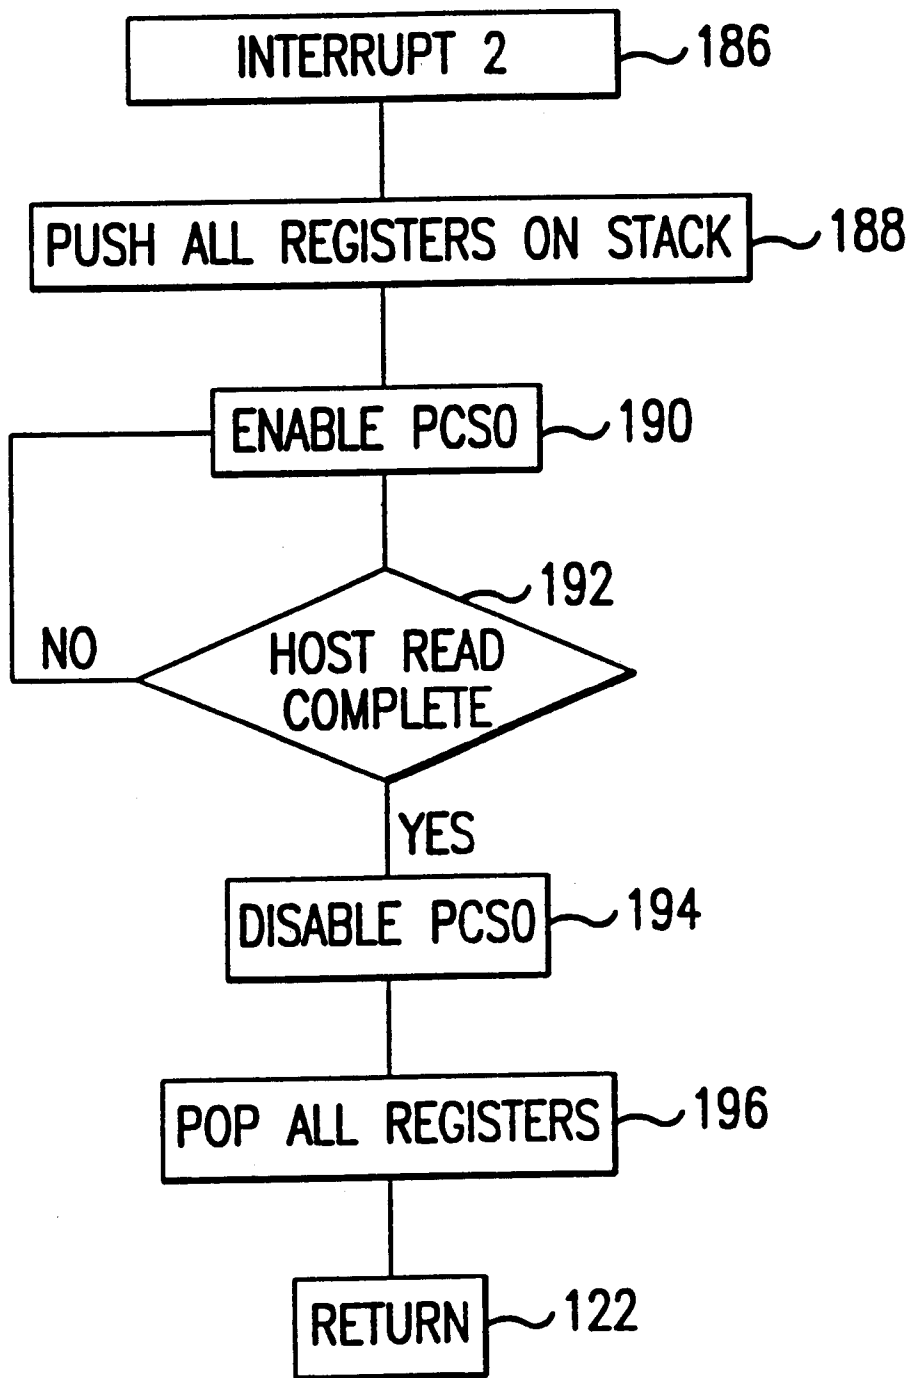 INTERRUPT 2
186
PUSH ALL REGISTERS ON STACK
188
ENABLE PCS0
190
192
HOST READ
COMPLETE
NO
YES
DISABLE PCS0
194
POP ALL REGISTERS
196
RETURN
122